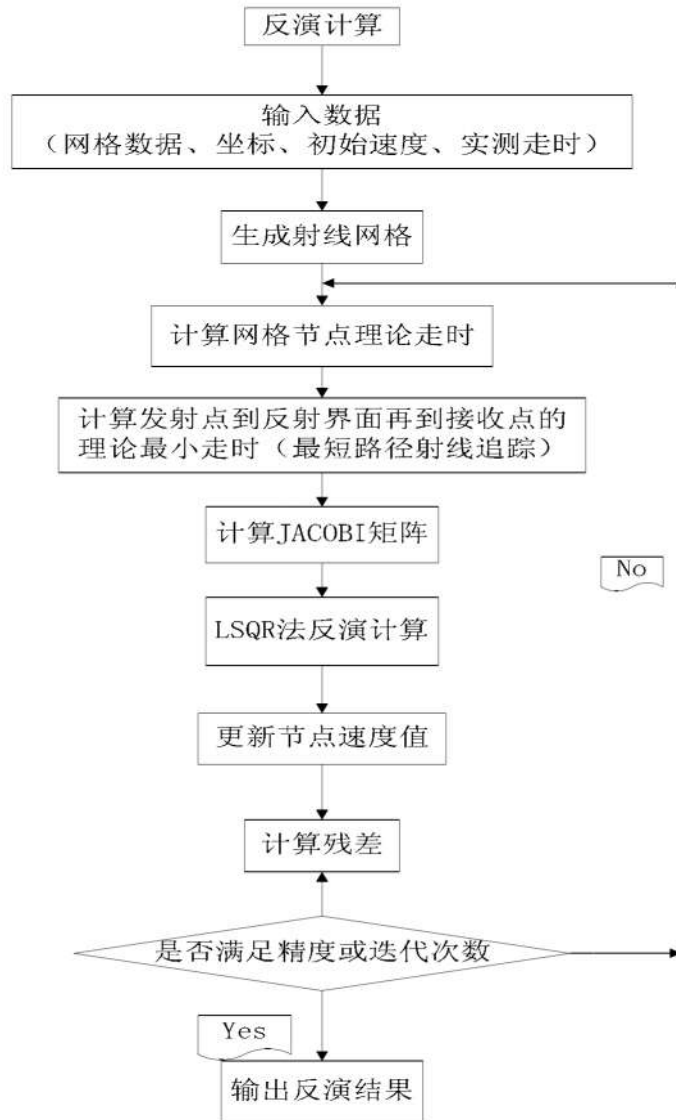 反演计算
输入数据
（网格数据、坐标、初始速度、实测走时）
生成射线网格
计算网格节点理论走时
计算发射点到反射界面再到接收点的
理论最小走时（最短路径射线追踪）
计算JACOBI矩阵
No
LSQR法反演计算
更新节点速度值
计算残差
是否满足精度或迭代次数
Yes
输出反演结果